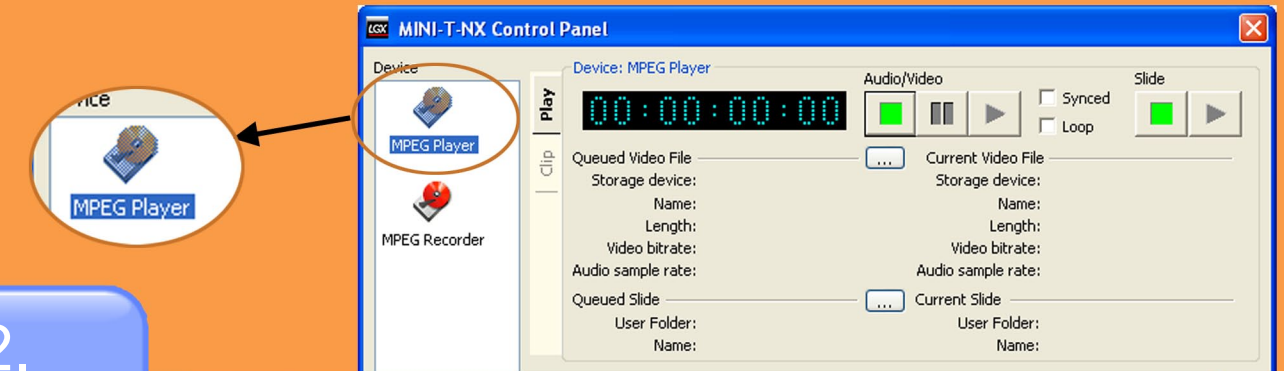 LGX MINI-T-NX Control Panel
Device
MPEG Player
MPEG Recorder
Play
Clip
Device: MPEG Player
00:00:00:00
Audio/Video
Synced
Loop
Slide
Queued Video File ... Current Video File
Storage device: Storage device:
Name: Name:
Length: Length:
Video bitrate: Video bitrate:
Audio sample rate: Audio sample rate:
Queued Slide ... Current Slide
User Folder: User Folder:
Name: Name:
MPEG Player
2